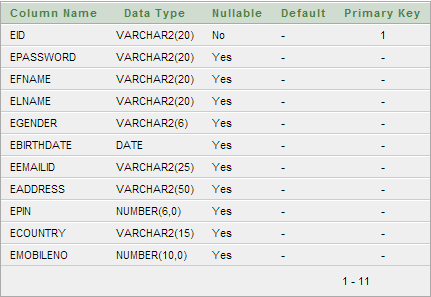 Column Name Data Type Nullable Default Primary Key
EID VARCHAR2(20) No - 1
EPASSWORD VARCHAR2(20) Yes - -
EFNAME VARCHAR2(20) Yes - -
ELNAME VARCHAR2(20) Yes - -
EGENDER VARCHAR2(6) Yes - -
EBIRTHDATE DATE Yes - -
EEMAILID VARCHAR2(25) Yes - -
EADDRESS VARCHAR2(50) Yes - -
EPIN NUMBER(6,0) Yes - -
ECOUNTRY VARCHAR2(15) Yes - -
EMOBILENO NUMBER(10,0) Yes - -
1 - 11